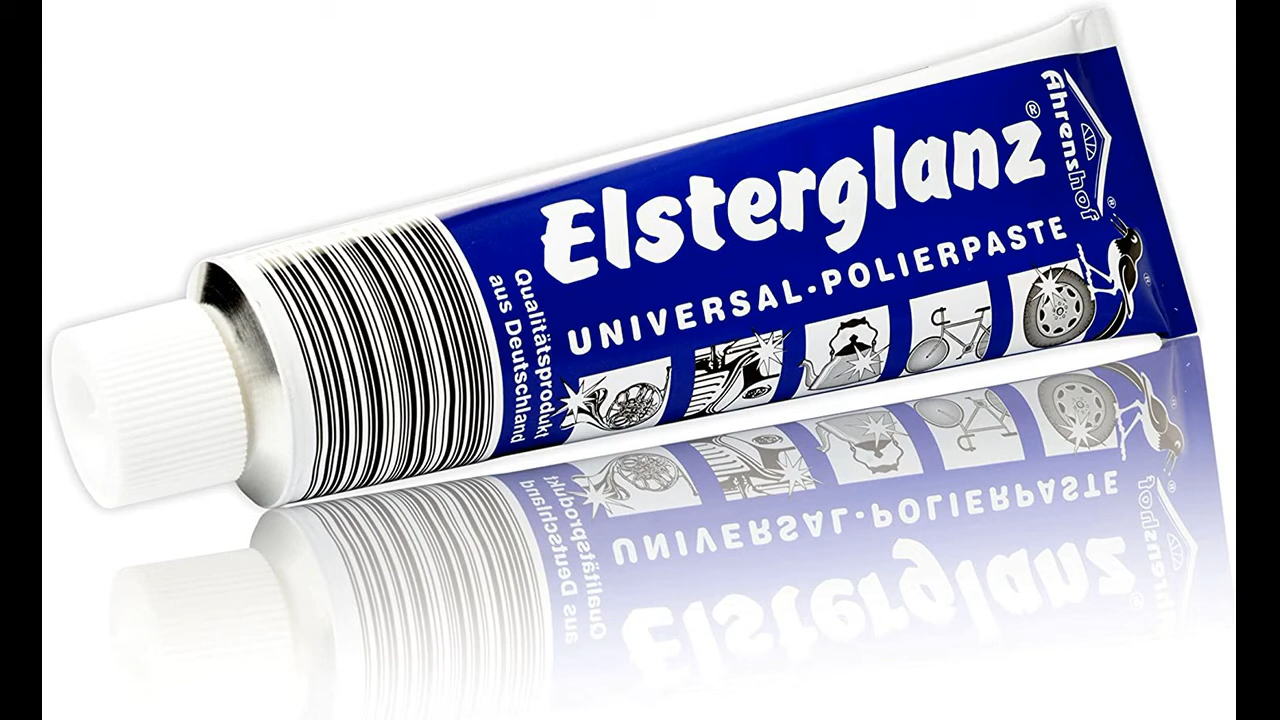 Elsterglanz®
UNIVERSAL-POLIERPASTE
Qualitätsprodukt
aus Deutschland
Ahrenshof®